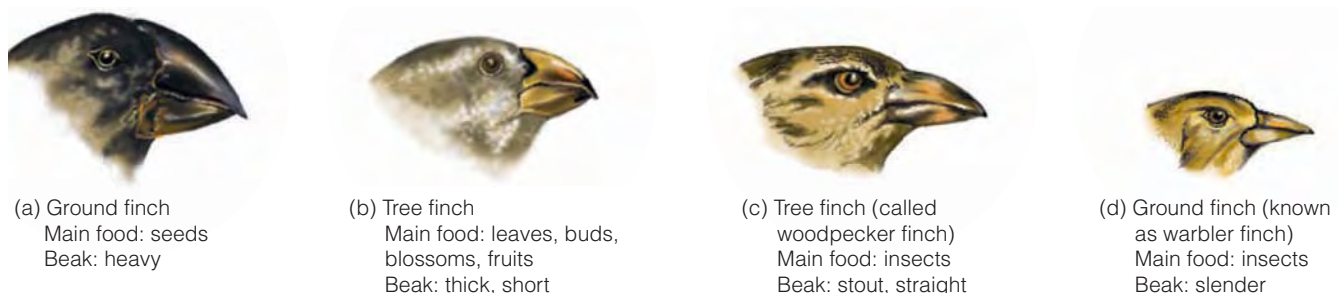 (a) Ground finch
Main food: seeds
Beak: heavy
(b) Tree finch
Main food: leaves, buds,
blossoms, fruits
Beak: thick, short
(c) Tree finch (called
woodpecker finch)
Main food: insects
Beak: stout, straight
(d) Ground finch (known
as warbler finch)
Main food: insects
Beak: slender